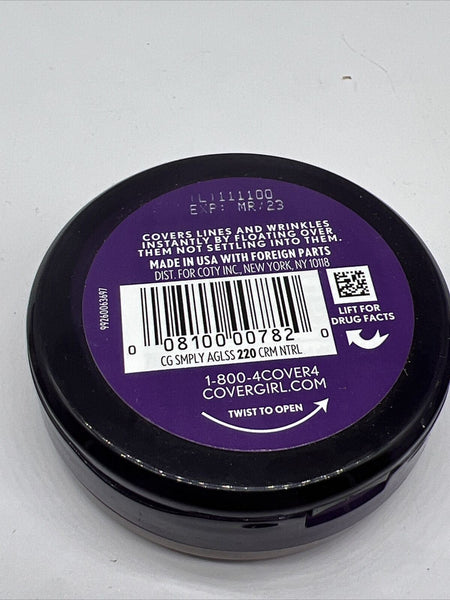 (L)111100
EXP: MR/23
COVERS LINES AND WRINKLES
INSTANTLY BY FLOATING OVER
THEM NOT SETTLING INTO THEM.
MADE IN USA WITH FOREIGN PARTS
DIST. FOR COTY INC., NEW YORK, NY 10118
99260063697
LIFT FOR
DRUG FACTS
0 08100 00782 0
CG SMPLY AGLSS 220 CRM NTRL
1-800-4COVER4
COVERGIRL.COM
TWIST TO OPEN